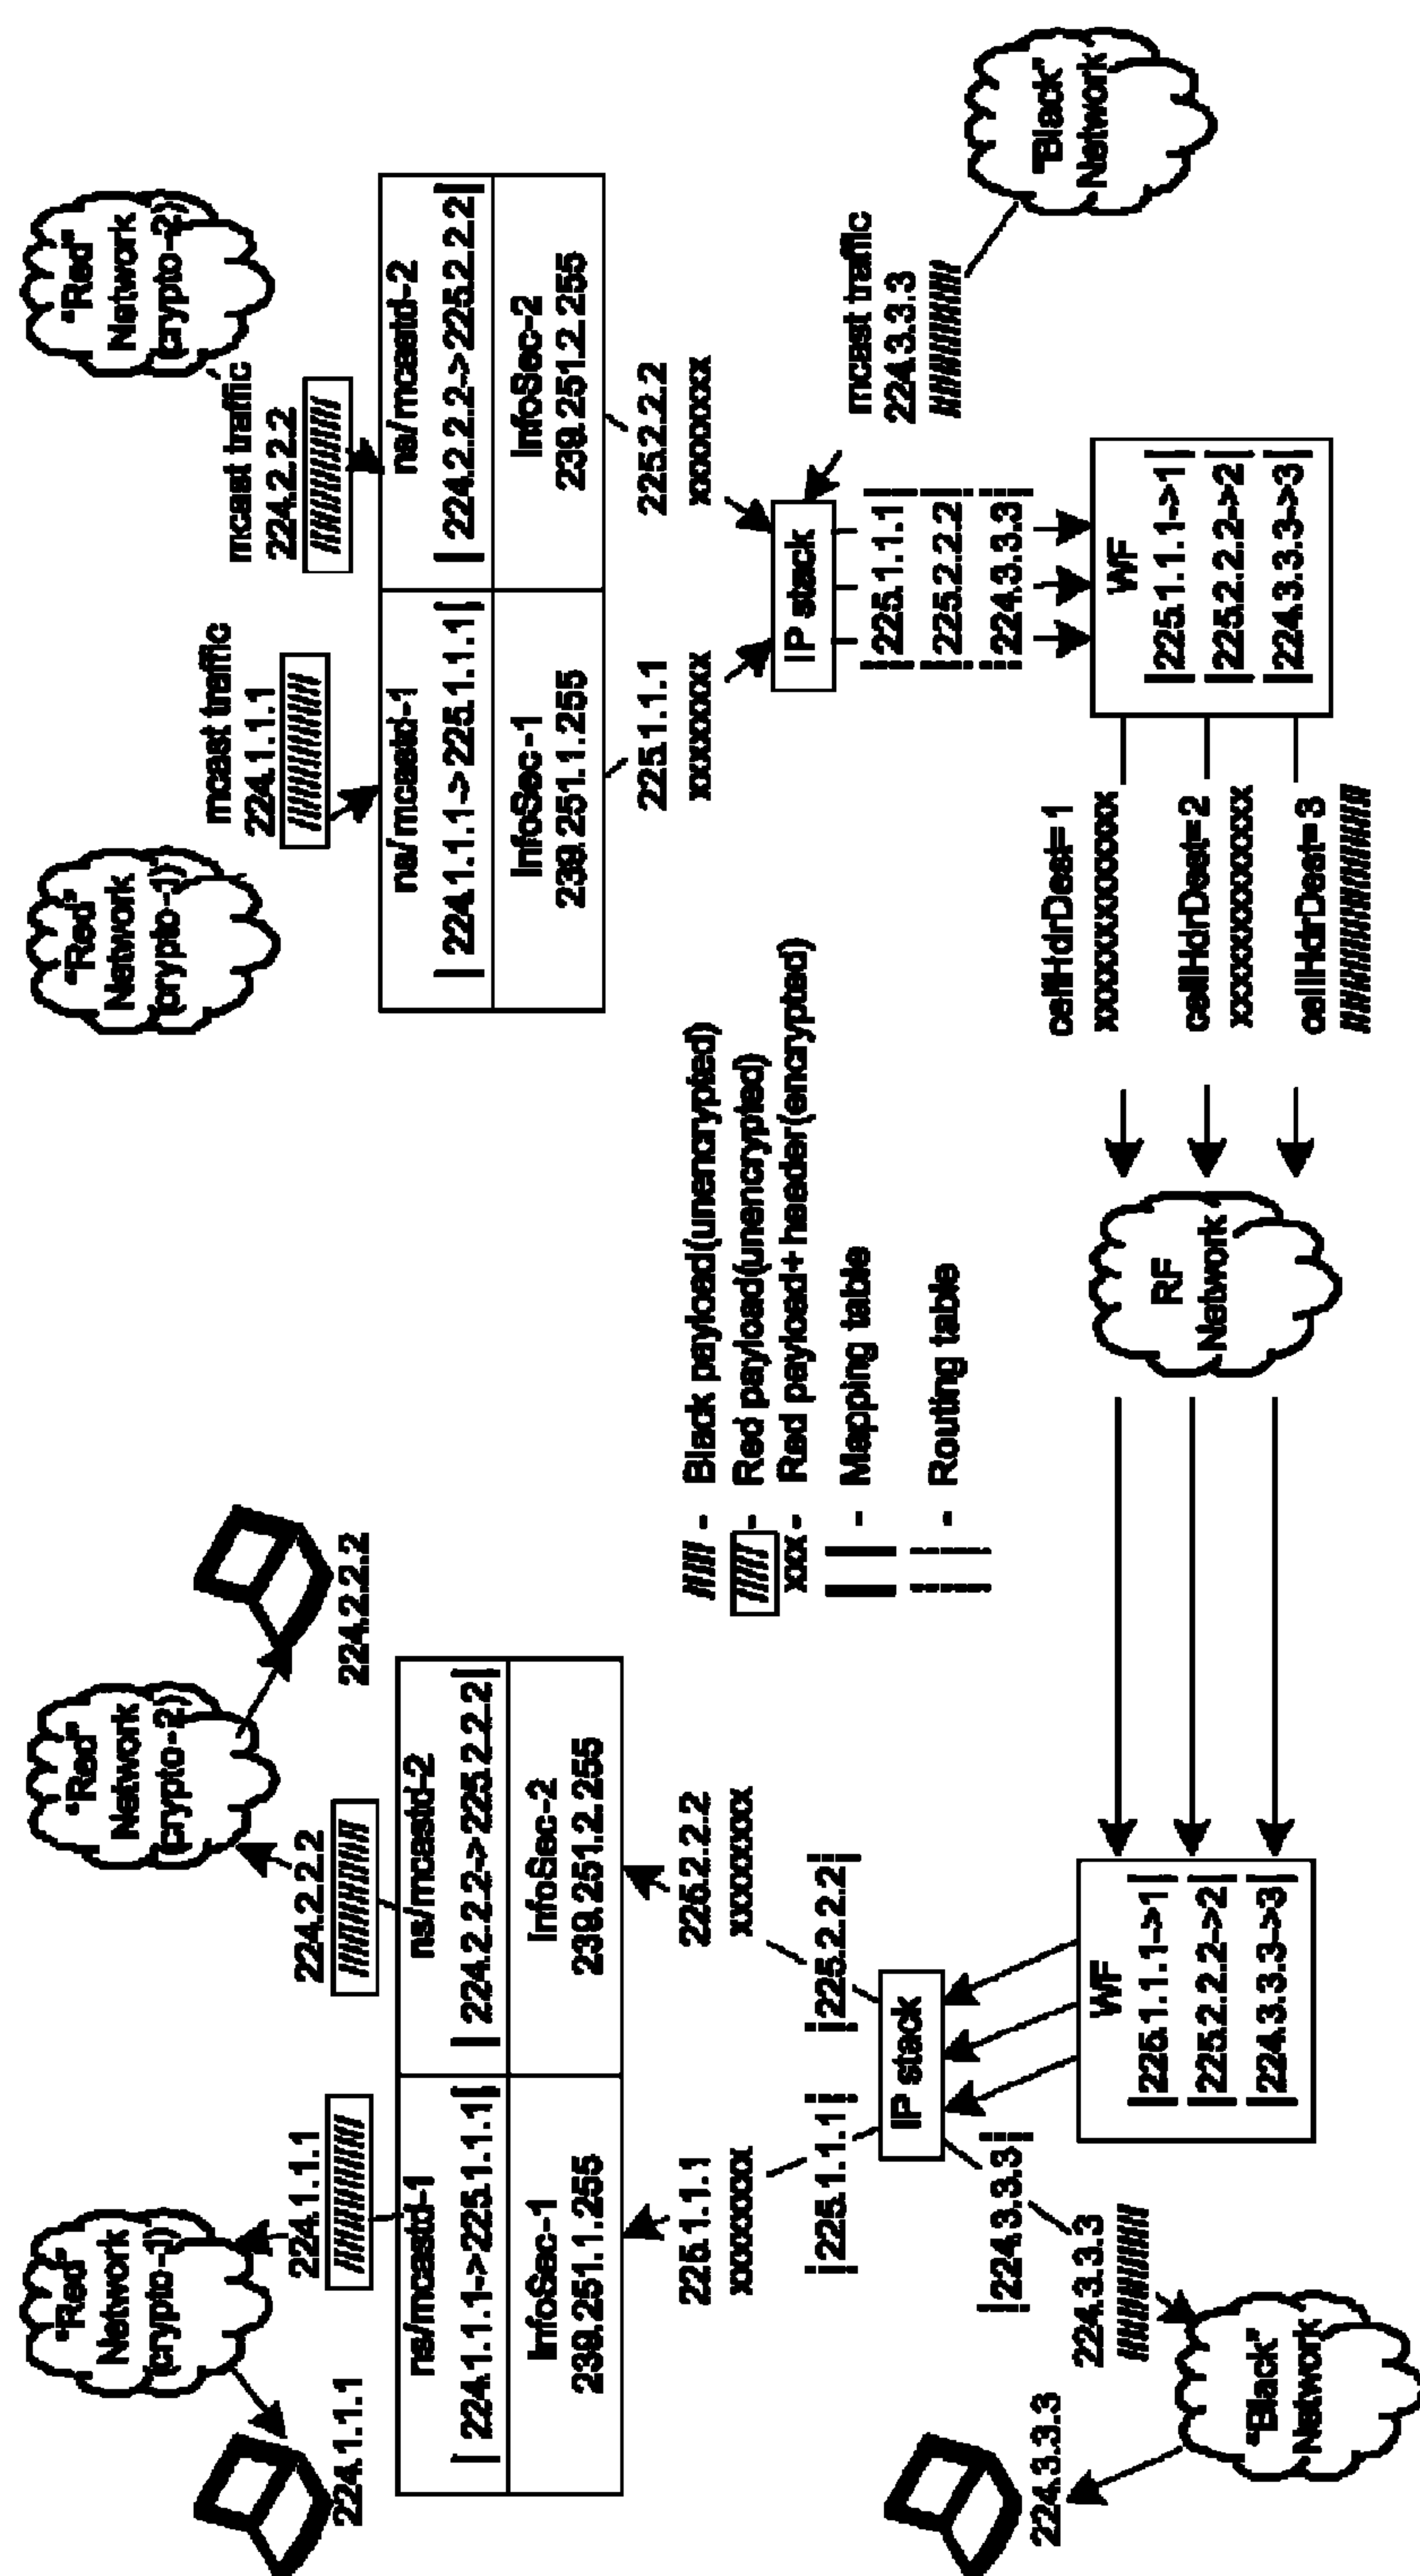 "Red"
Network
(crypto-1)
224.1.1.1
224.1.1.1
"Red"
Network
(crypto-2)
224.2.2.2
224.2.2.2
ns/mcastd-1
|224.1.1.1->225.1.1.1|
InfoSec-1
239.251.1.255
ns/mcastd-2
|224.2.2.2->225.2.2.2|
InfoSec-2
239.251.2.255
225.1.1.1
xxxxxxx
225.2.2.2
xxxxxxx
|225.1.1.1|
|225.2.2.2|
IP stack
|224.3.3.3|
224.3.3.3
///////////
"Black"
Network
224.3.3.3
WF
|225.1.1.1->1|
|225.2.2.2->2|
|224.3.3.3->3|
///// - Black payload(unencrypted)
///// - Red payload(unencrypted)
xxx - Red payload+header(encrypted)
| | - Mapping table
¦ ¦ - Routing table
RF
Network
"Red"
Network
(crypto-1)
mcast traffic
224.1.1.1
"Red"
Network
(crypto-2)
mcast traffic
224.2.2.2
ns/mcastd-1
|224.1.1.1->225.1.1.1|
InfoSec-1
239.251.1.255
ns/mcastd-2
|224.2.2.2->225.2.2.2|
InfoSec-2
239.251.2.255
225.1.1.1
xxxxxxx
225.2.2.2
xxxxxxx
IP stack
|225.1.1.1|
|225.2.2.2|
|224.3.3.3|
mcast traffic
224.3.3.3
///////////
"Black"
Network
WF
|225.1.1.1->1|
|225.2.2.2->2|
|224.3.3.3->3|
cellHdrDest=1
xxxxxxxxxxx
cellHdrDest=2
xxxxxxxxxxx
cellHdrDest=3
///////////////